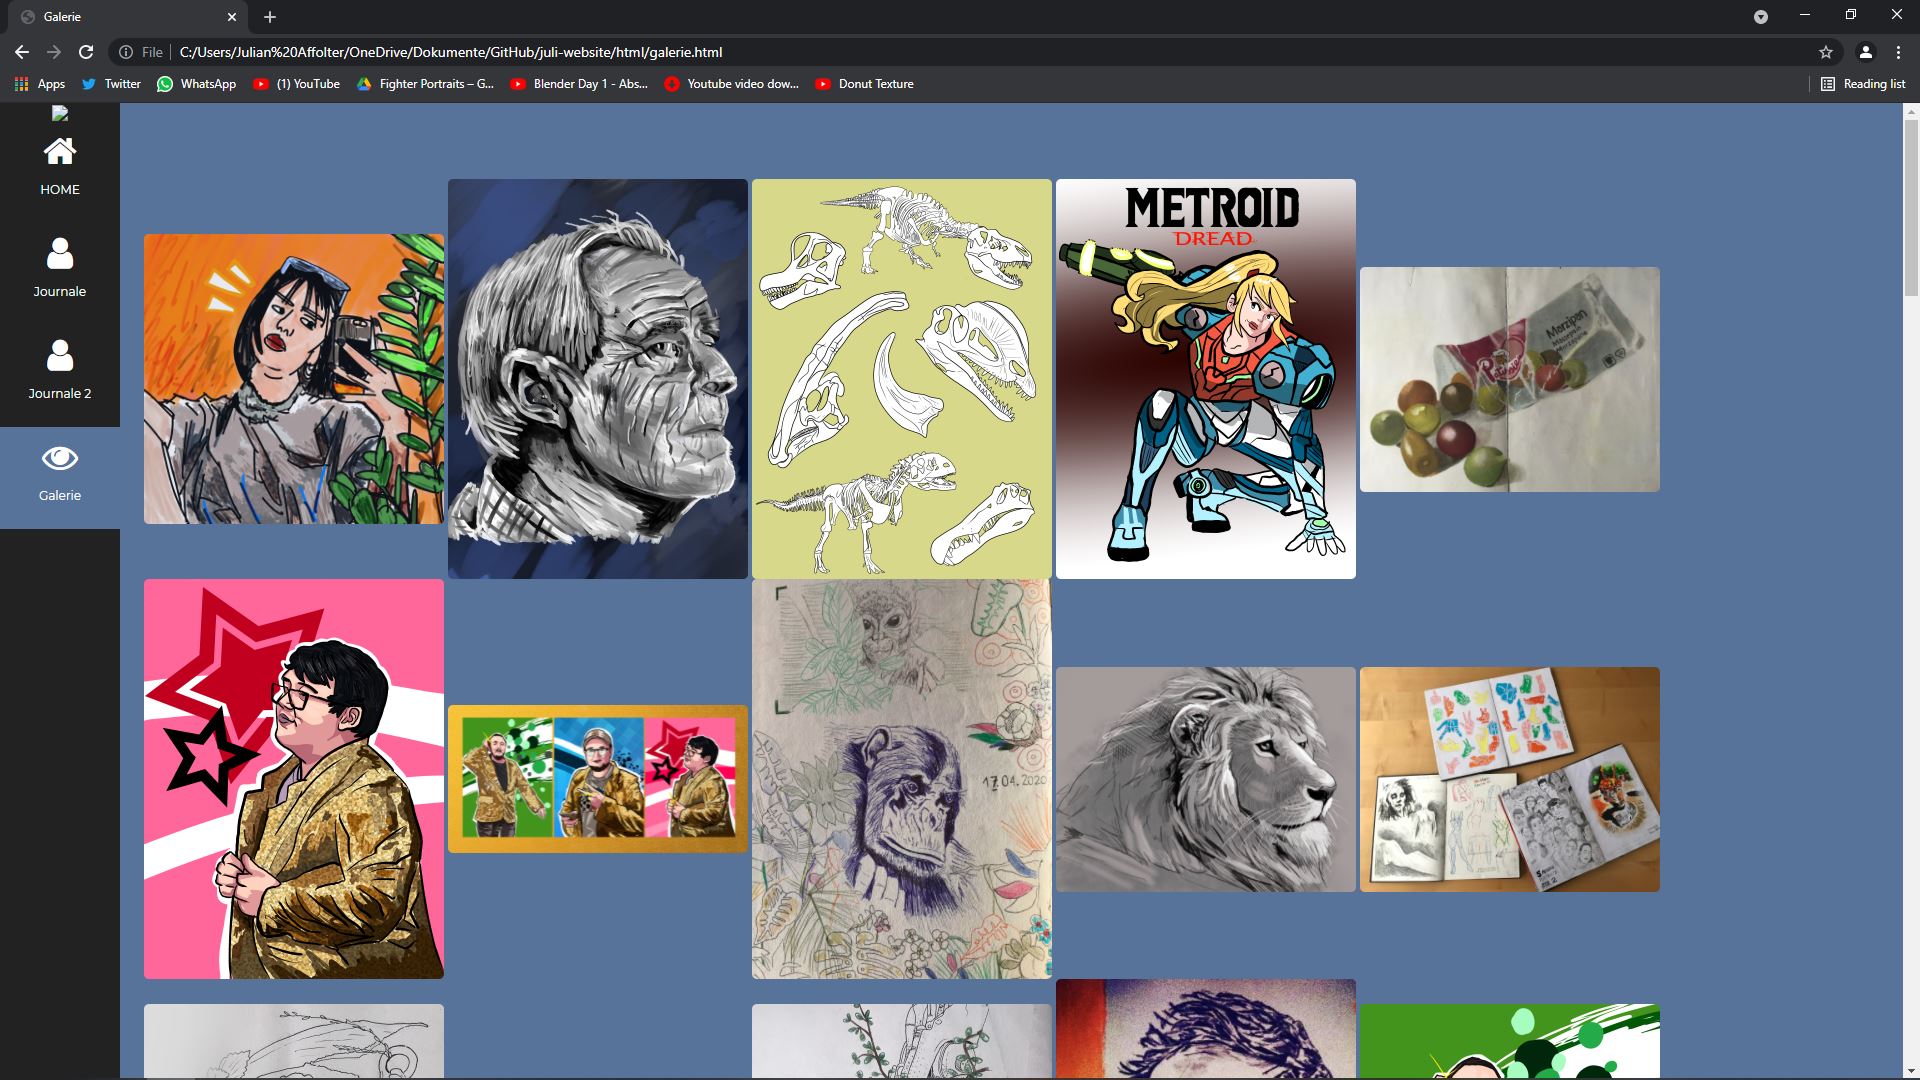 Galerie
File
C:/Users/Julian%20Affolter/OneDrive/Dokumente/GitHub/juli-website/html/galerie.html
Apps
Twitter
WhatsApp
(1) YouTube
Fighter Portraits – G...
Blender Day 1 - Abs...
Youtube video dow...
Donut Texture
Reading list
HOME
Journale
Journale 2
Galerie
METROID
DREAD
Marzipan
17.04.2020